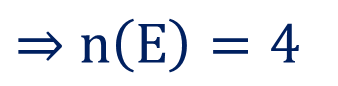 ⇒ n(E) = 4